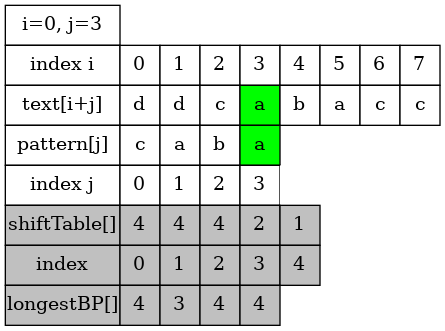 i=0, j=3
index i 0 1 2 3 4 5 6 7
text[i+j] d d c a b a c c
pattern[j] c a b a
index j 0 1 2 3
shiftTable[] 4 4 4 2 1
index 0 1 2 3 4
longestBP[] 4 3 4 4